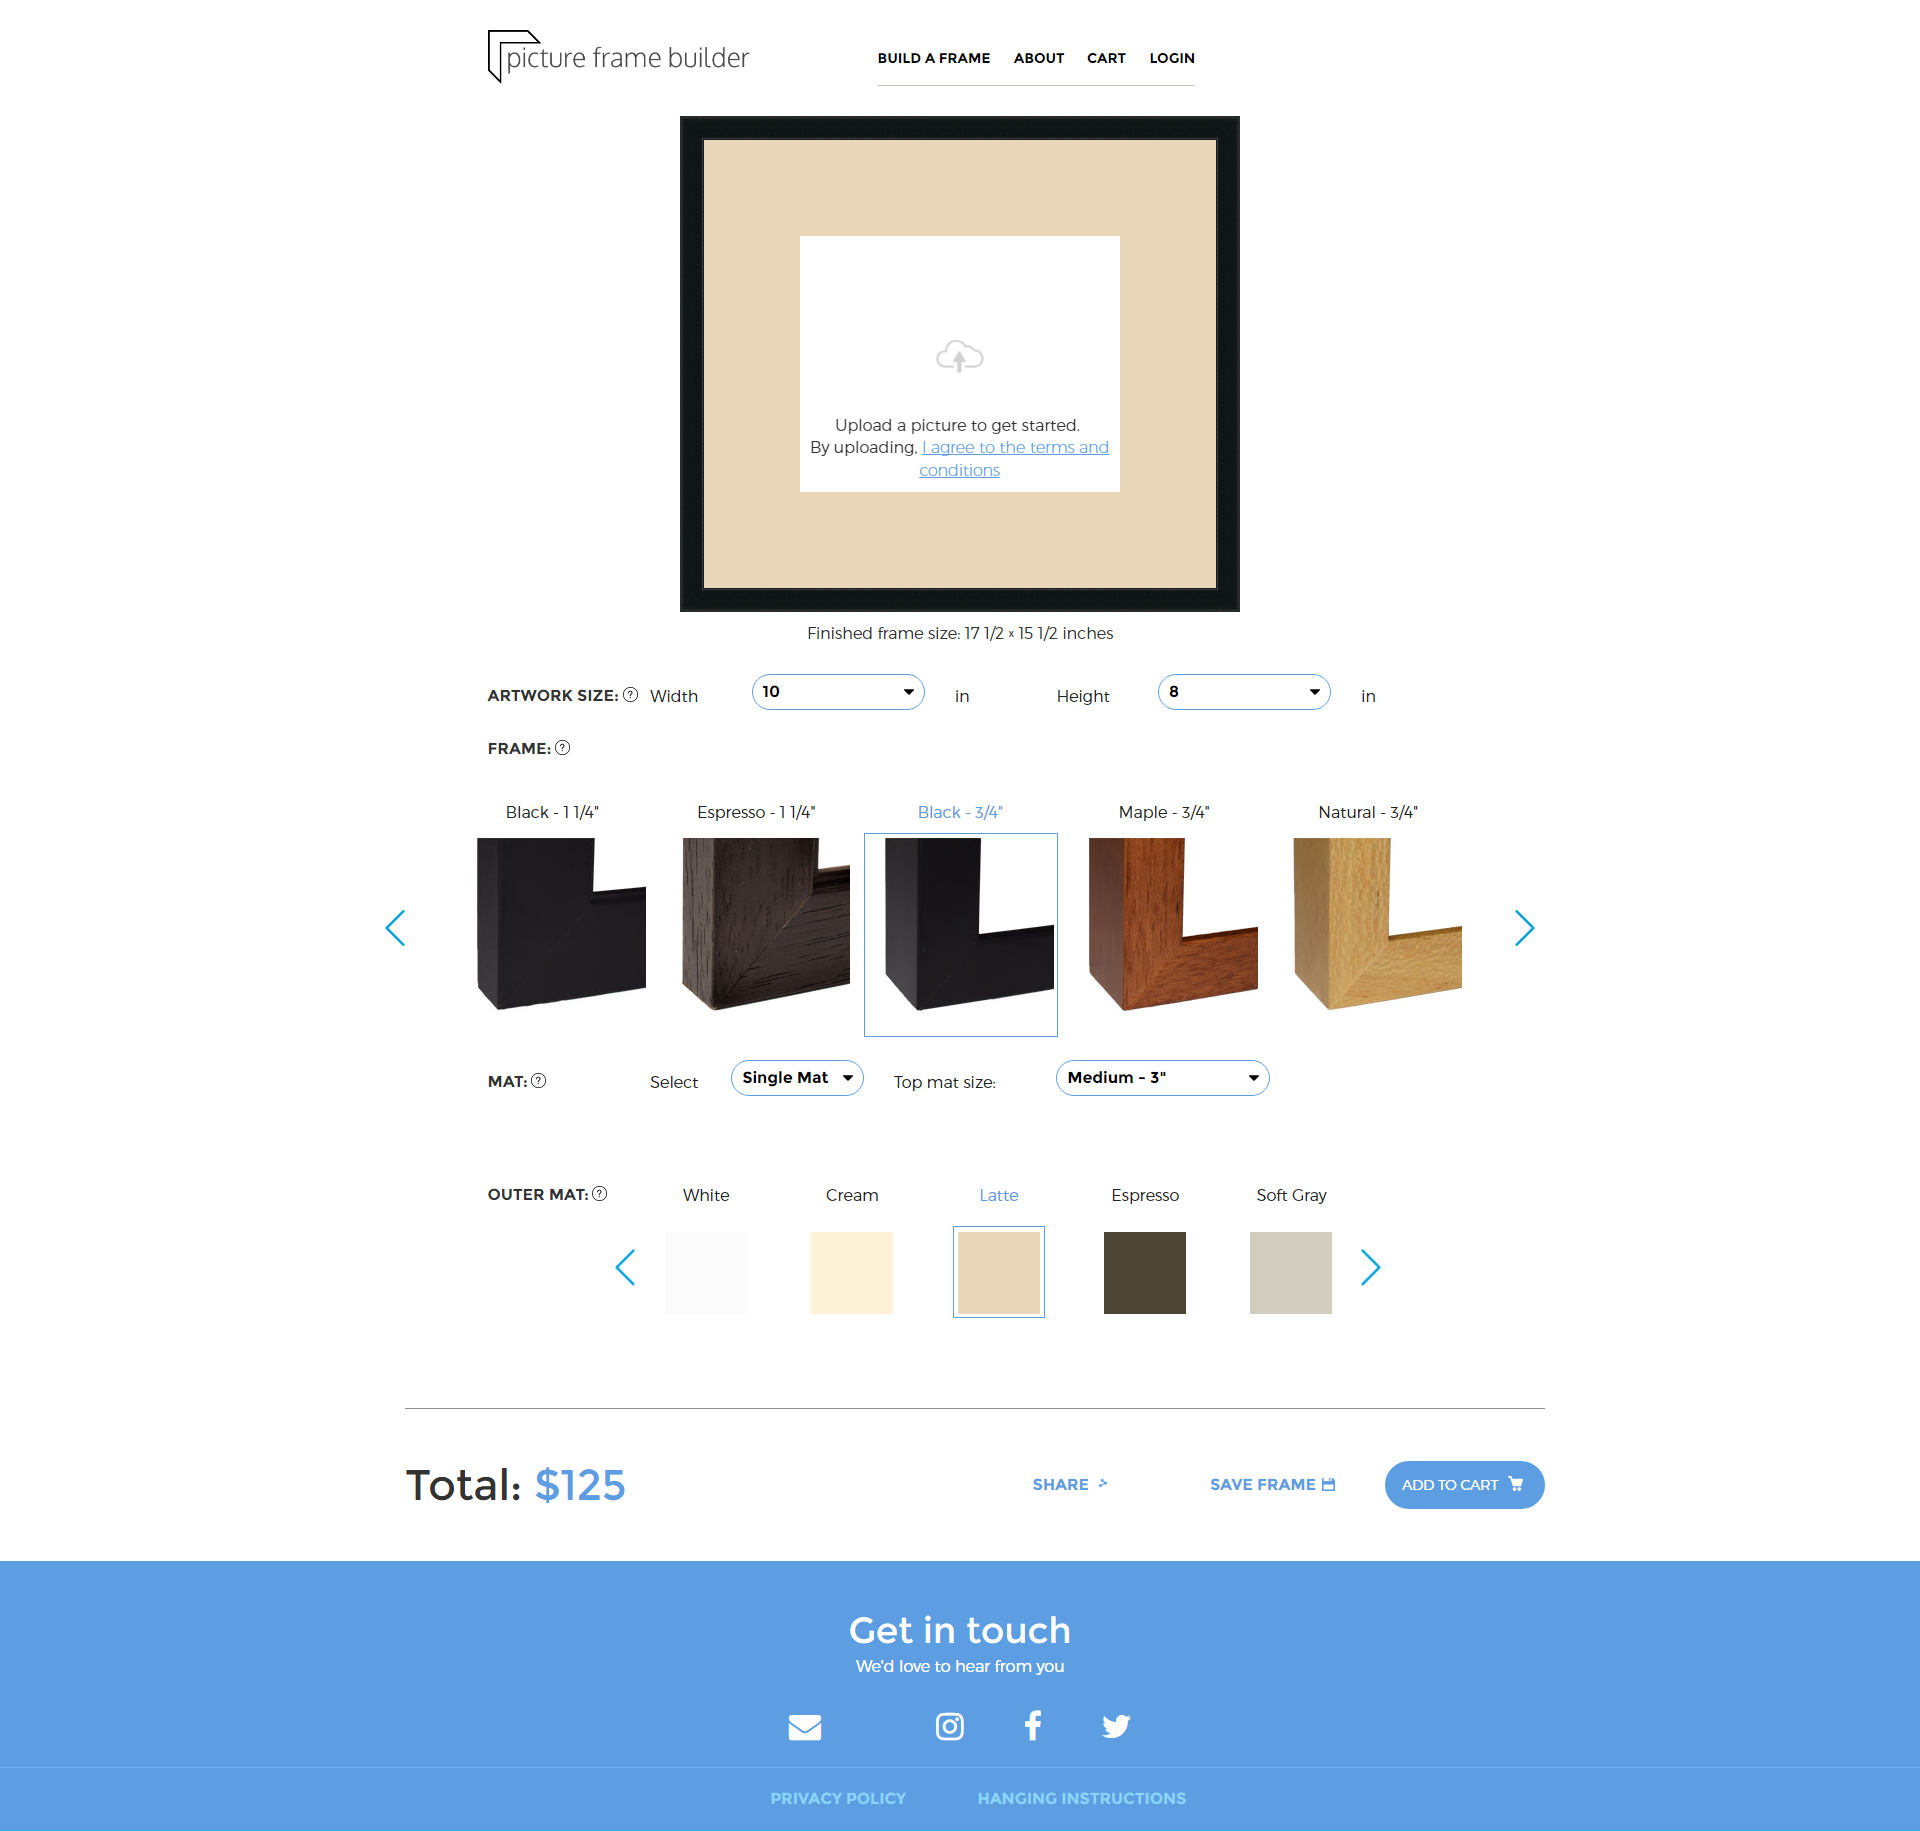 picture frame builder
BUILD A FRAME ABOUT CART LOGIN
Upload a picture to get started.
By uploading, I agree to the terms and
conditions
Finished frame size: 17 1/2 x 15 1/2 inches
ARTWORK SIZE: ? Width 10 in Height 8 in
FRAME: ?
Black - 1 1/4" Espresso - 1 1/4" Black - 3/4" Maple - 3/4" Natural - 3/4"
MAT: ? Select Single Mat Top mat size: Medium - 3"
OUTER MAT: ? White Cream Latte Espresso Soft Gray
Total: $125 SHARE SAVE FRAME ADD TO CART
Get in touch
We'd love to hear from you
PRIVACY POLICY HANGING INSTRUCTIONS